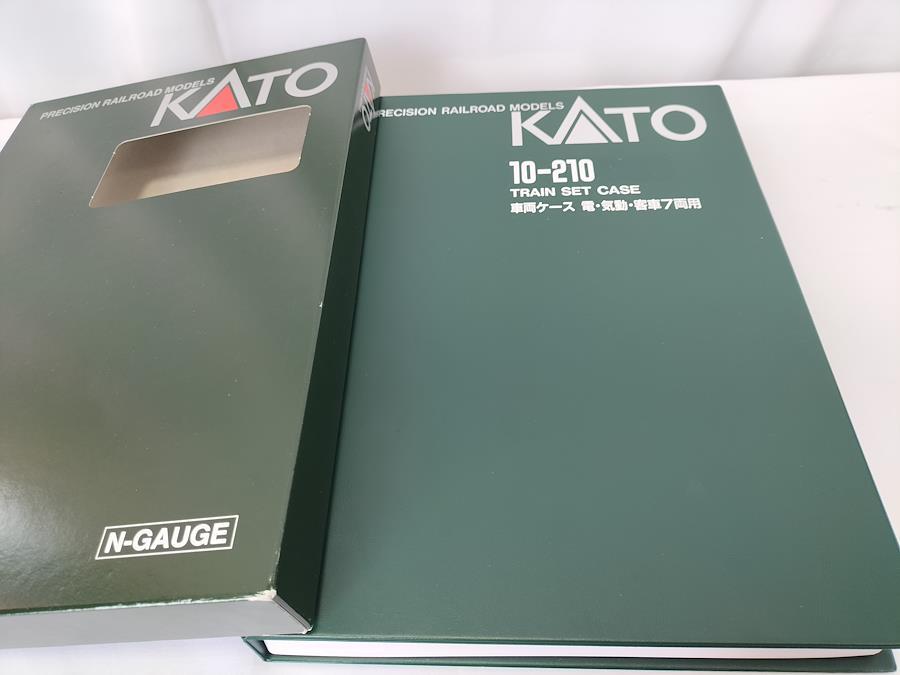 PRECISION RAILROAD MODELS
KATO
N-GAUGE
PRECISION RAILROAD MODELS
KATO
10-210
TRAIN SET CASE
車両ケース 電・気動・客車7両用